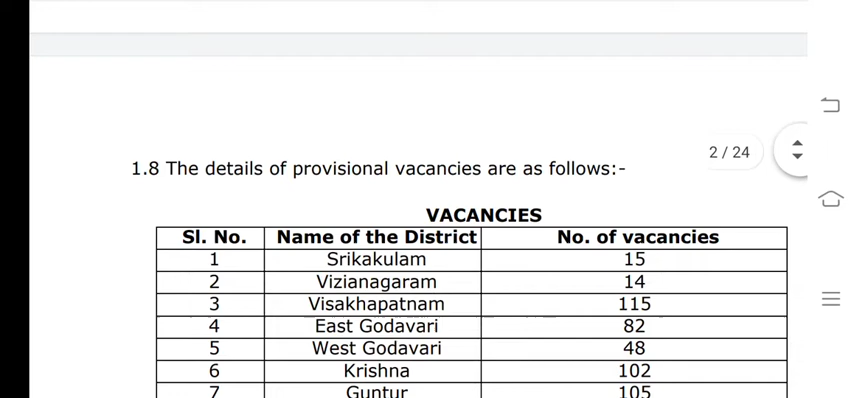 2 / 24
1.8 The details of provisional vacancies are as follows:-
VACANCIES
Sl. No. Name of the District No. of vacancies
1 Srikakulam 15
2 Vizianagaram 14
3 Visakhapatnam 115
4 East Godavari 82
5 West Godavari 48
6 Krishna 102
7 Guntur 105